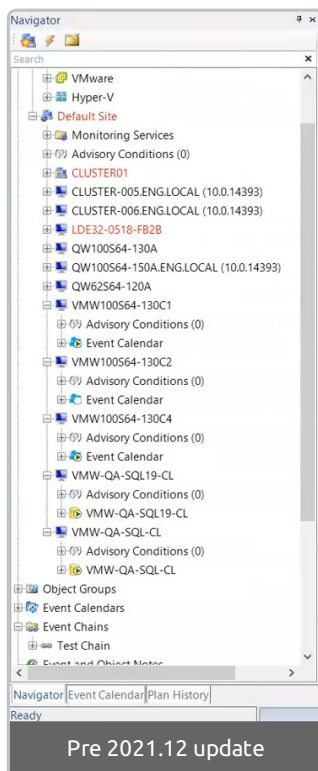 Navigator
Search
VMware
Hyper-V
Default Site
Monitoring Services
Advisory Conditions (0)
CLUSTER01
CLUSTER-005.ENG.LOCAL (10.0.14393)
CLUSTER-006.ENG.LOCAL (10.0.14393)
LDE32-0518-FB2B
QW100S64-130A
QW100S64-150A.ENG.LOCAL (10.0.14393)
QW62S64-120A
VMW100S64-130C1
Advisory Conditions (0)
Event Calendar
VMW100S64-130C2
Advisory Conditions (0)
Event Calendar
VMW100S64-130C4
Advisory Conditions (0)
Event Calendar
VMW-QA-SQL19-CL
Advisory Conditions (0)
VMW-QA-SQL19-CL
VMW-QA-SQL-CL
Advisory Conditions (0)
VMW-QA-SQL-CL
Object Groups
Event Calendars
Event Chains
Test Chain
Event and Object Notes
Navigator Event Calendar Plan History
Ready
Pre 2021.12 update